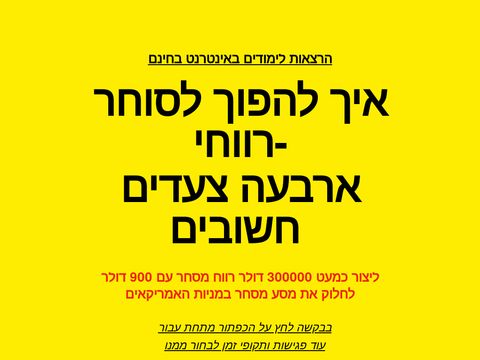 הרצאות לימודים באינטרנט בחינם
איך להפוך לסוחר
רווחי-
ארבעה צעדים
חשובים
ליצור כמעט 300000 דולר רווח מסחר עם 900 דולר
לחלוק את מסע מסחר במניות האמריקאים
בבקשה לחץ על הכפתור מתחת עבור
עוד פגישות ותקופי זמן לבחור ממנו